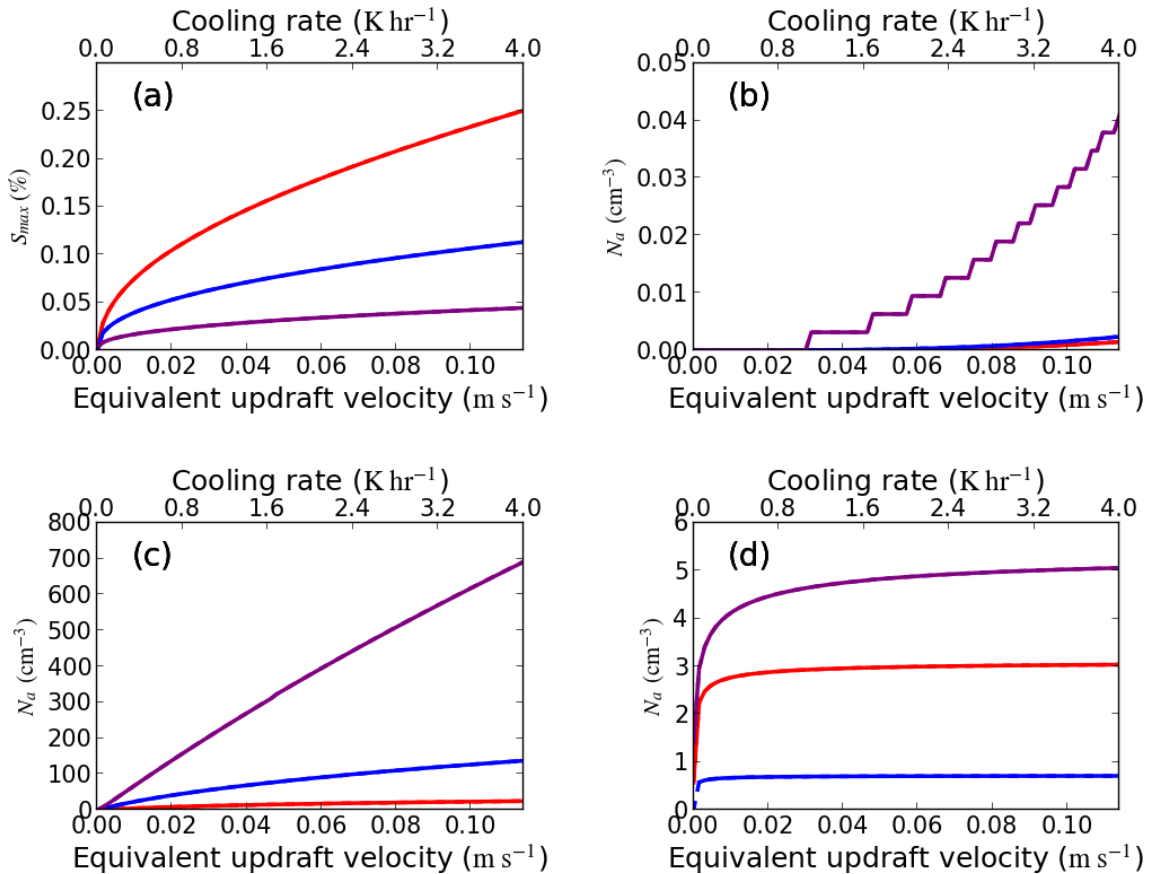 Cooling rate (K hr⁻¹)
0.0 0.8 1.6 2.4 3.2 4.0
(a)
0.25
0.20
0.15
0.10
0.05
0.00
S_max (%)
0.00 0.02 0.04 0.06 0.08 0.10
Equivalent updraft velocity (m s⁻¹)
Cooling rate (K hr⁻¹)
0.0 0.8 1.6 2.4 3.2 4.0
(b)
0.05
0.04
0.03
0.02
0.01
0.00
N_a (cm⁻³)
0.00 0.02 0.04 0.06 0.08 0.10
Equivalent updraft velocity (m s⁻¹)
Cooling rate (K hr⁻¹)
0.0 0.8 1.6 2.4 3.2 4.0
(c)
800
700
600
500
400
300
200
100
0
N_a (cm⁻³)
0.00 0.02 0.04 0.06 0.08 0.10
Equivalent updraft velocity (m s⁻¹)
Cooling rate (K hr⁻¹)
0.0 0.8 1.6 2.4 3.2 4.0
(d)
6
5
4
3
2
1
0
N_a (cm⁻³)
0.00 0.02 0.04 0.06 0.08 0.10
Equivalent updraft velocity (m s⁻¹)